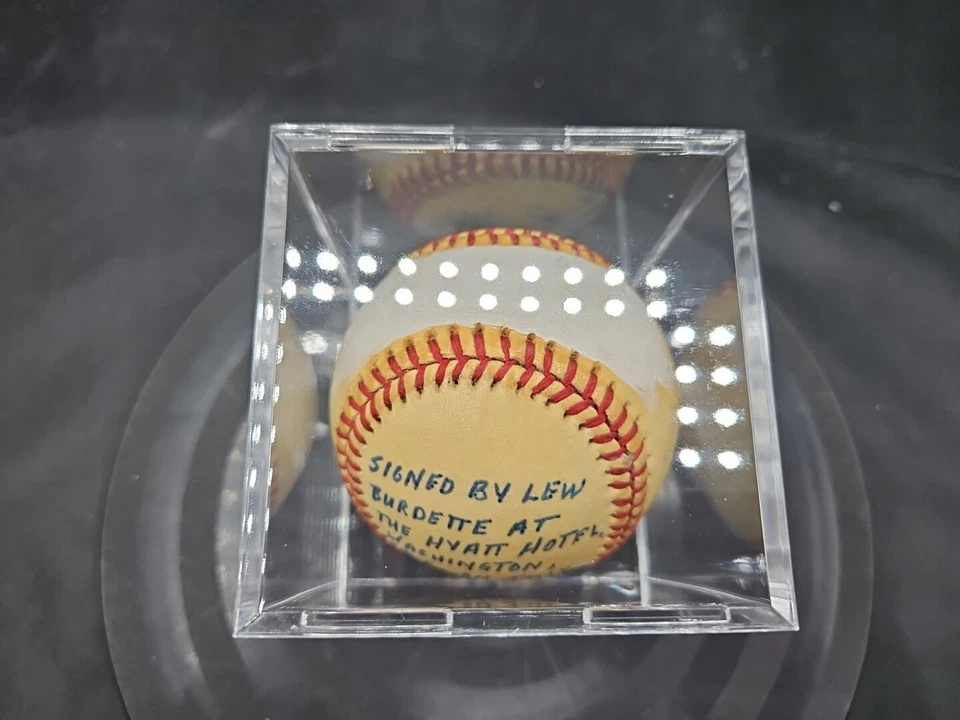 SIGNED BY LEW
BURDETTE AT
THE HYATT HOTEL,
WASHINGTON,